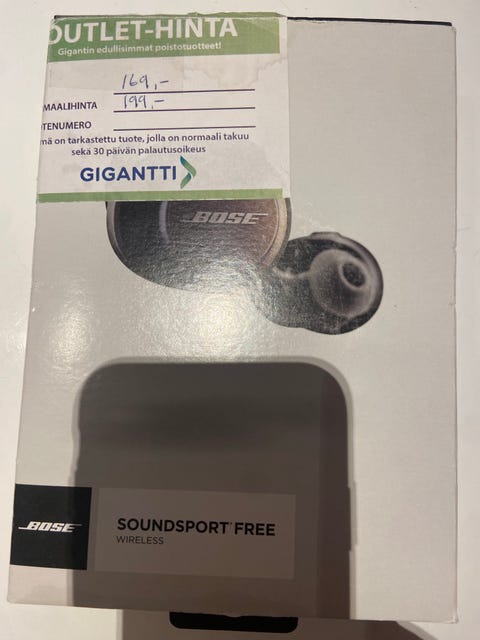 OUTLET-HINTA
Gigantin edullisimmat poistotuotteet!
169,-
MAALIHINTA 199,-
TENUMERO
mä on tarkastettu tuote, jolla on normaali takuu
sekä 30 päivän palautusoikeus
GIGANTTI
BOSE
BOSE
SOUNDSPORT FREE
WIRELESS